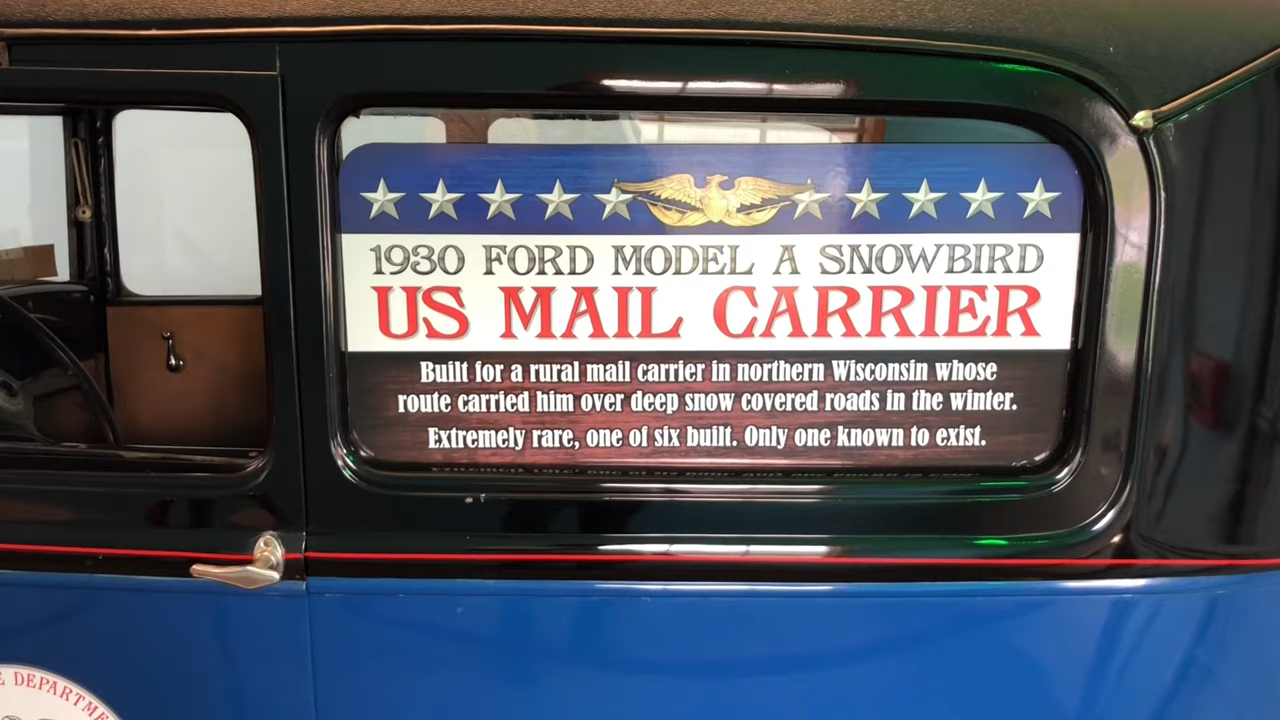 1930 FORD MODEL A SNOWBIRD
US MAIL CARRIER
Built for a rural mail carrier in northern Wisconsin whose
route carried him over deep snow covered roads in the winter.
Extremely rare, one of six built. Only one known to exist.